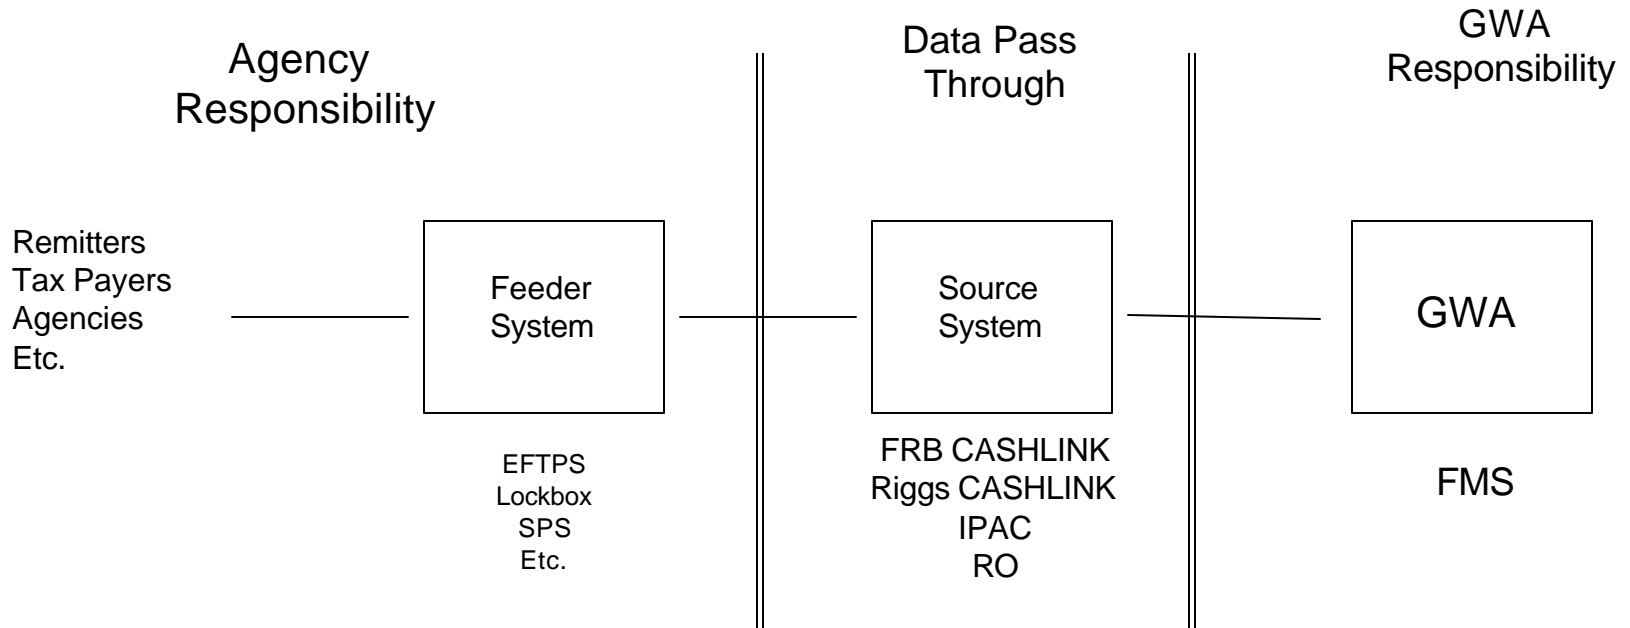 Agency
Responsibility
Data Pass
Through
GWA
Responsibility
Remitters
Tax Payers
Agencies
Etc.
Feeder
System
Source
System
GWA
EFTPS
Lockbox
SPS
Etc.
FRB CASHLINK
Riggs CASHLINK
IPAC
RO
FMS